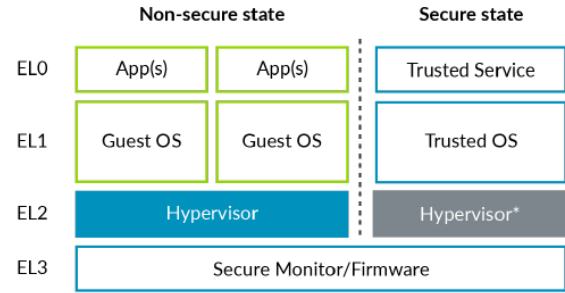 Non-secure state Secure state
EL0 App(s) App(s) Trusted Service
EL1 Guest OS Guest OS Trusted OS
EL2 Hypervisor Hypervisor*
EL3 Secure Monitor/Firmware